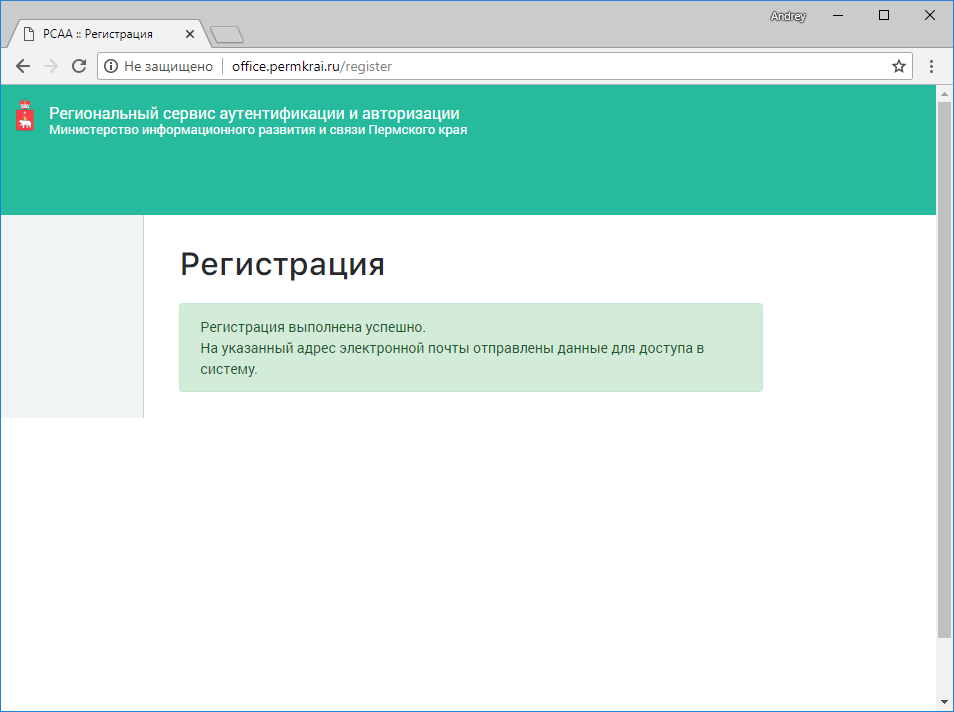 Andrey
РСАА :: Регистрация
Не защищено
office.permkrai.ru/register
Региональный сервис аутентификации и авторизации
Министерство информационного развития и связи Пермского края
Регистрация
Регистрация выполнена успешно.
На указанный адрес электронной почты отправлены данные для доступа в
систему.